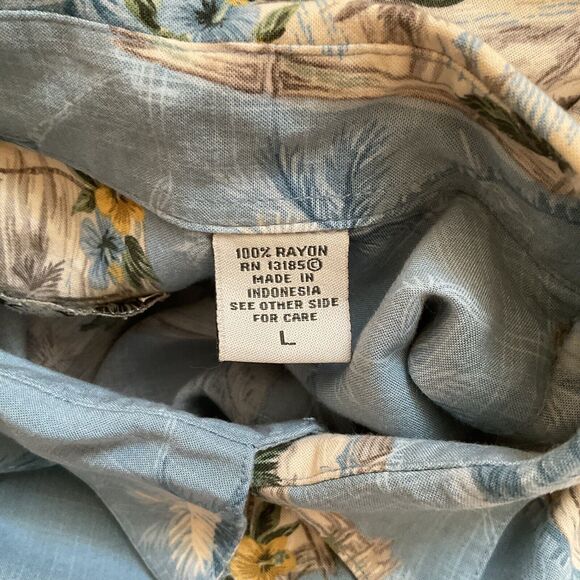 100% RAYON
RN 13185©
MADE IN
INDONESIA
SEE OTHER SIDE
FOR CARE
L